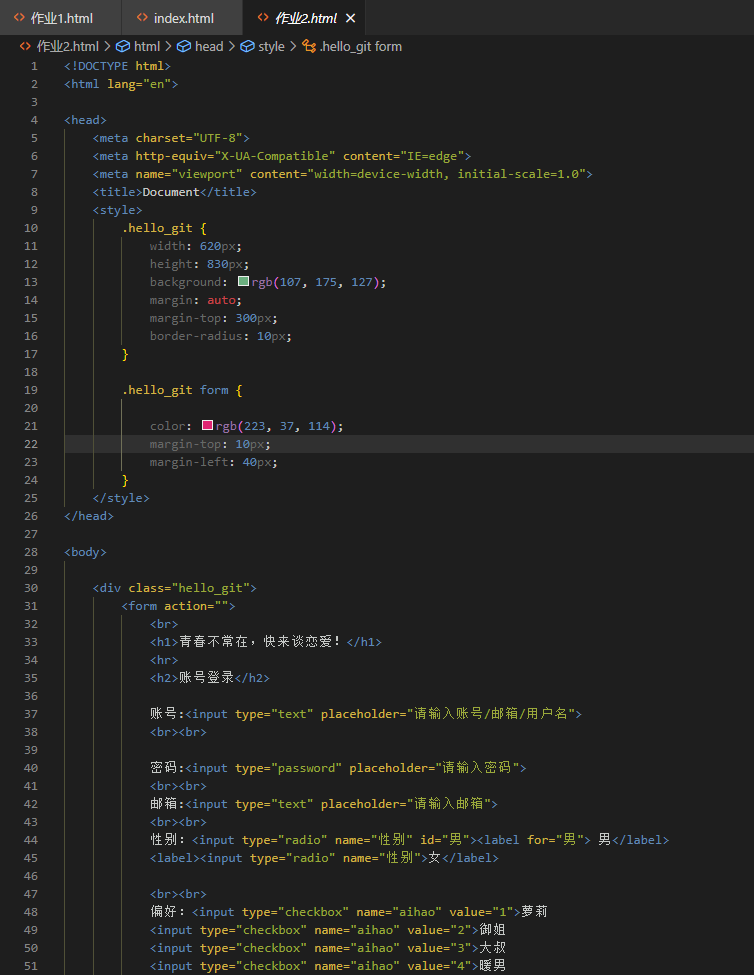 作业1.html index.html 作业2.html
作业2.html html head style .hello_git form
1 <!DOCTYPE html>
2 <html lang="en">
3
4 <head>
5 <meta charset="UTF-8">
6 <meta http-equiv="X-UA-Compatible" content="IE=edge">
7 <meta name="viewport" content="width=device-width, initial-scale=1.0">
8 <title>Document</title>
9 <style>
10 .hello_git {
11 width: 620px;
12 height: 830px;
13 background: rgb(107, 175, 127);
14 margin: auto;
15 margin-top: 300px;
16 border-radius: 10px;
17 }
18
19 .hello_git form {
20
21 color: rgb(223, 37, 114);
22 margin-top: 10px;
23 margin-left: 40px;
24 }
25 </style>
26 </head>
27
28 <body>
29
30 <div class="hello_git">
31 <form action="">
32 <br>
33 <h1>青春不常在，快来谈恋爱！</h1>
34 <hr>
35 <h2>账号登录</h2>
36
37 账号:<input type="text" placeholder="请输入账号/邮箱/用户名">
38 <br><br>
39
40 密码:<input type="password" placeholder="请输入密码">
41 <br><br>
42 邮箱:<input type="text" placeholder="请输入邮箱">
43 <br><br>
44 性别：<input type="radio" name="性别" id="男"><label for="男"> 男</label>
45 <label><input type="radio" name="性别">女</label>
46
47 <br><br>
48 偏好：<input type="checkbox" name="aihao" value="1">萝莉
49 <input type="checkbox" name="aihao" value="2">御姐
50 <input type="checkbox" name="aihao" value="3">大叔
51 <input type="checkbox" name="aihao" value="4">暖男